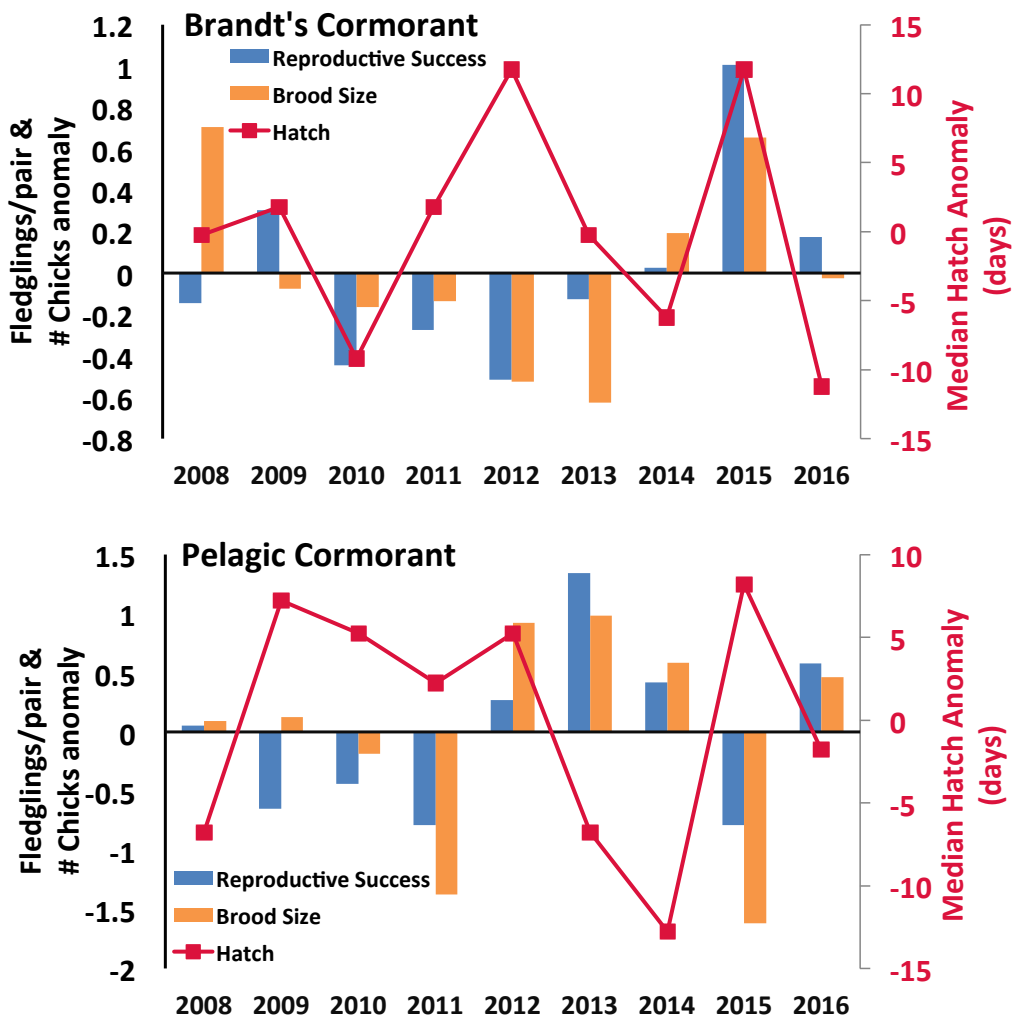 Brandt's Cormorant
Reproductive Success
Brood Size
Hatch
Fledglings/pair &
# Chicks anomaly
1.2
1
0.8
0.6
0.4
0.2
0
-0.2
-0.4
-0.6
-0.8
15
10
5
0
-5
-10
-15
Median Hatch Anomaly
(days)
2008 2009 2010 2011 2012 2013 2014 2015 2016
Pelagic Cormorant
Fledglings/pair &
# Chicks anomaly
1.5
1
0.5
0
-0.5
-1
-1.5
-2
Reproductive Success
Brood Size
Hatch
10
5
0
-5
-10
-15
Median Hatch Anomaly
(days)
2008 2009 2010 2011 2012 2013 2014 2015 2016